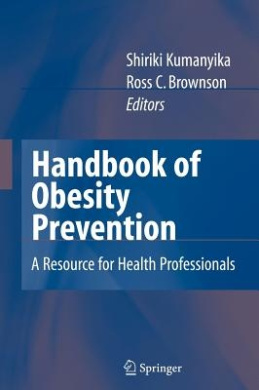 Shiriki Kumanyika
Ross C. Brownson
Editors
Handbook of
Obesity
Prevention
A Resource for Health Professionals
Springer